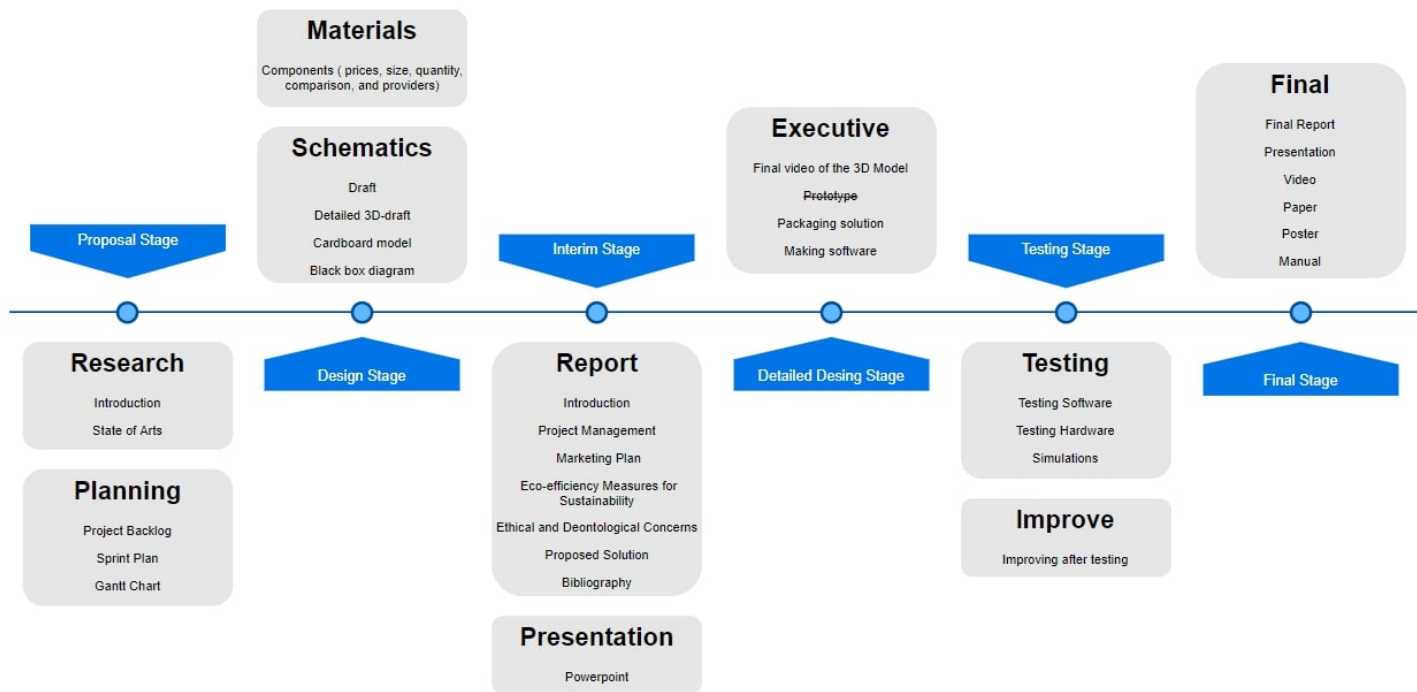 Materials
Components ( prices, size, quantity,
comparison, and providers)
Schematics
Draft
Detailed 3D-draft
Cardboard model
Black box diagram
Executive
Final video of the 3D Model
Prototype
Packaging solution
Making software
Final
Final Report
Presentation
Video
Paper
Poster
Manual
Proposal Stage
Interim Stage
Testing Stage
Design Stage
Detailed Desing Stage
Final Stage
Research
Introduction
State of Arts
Planning
Project Backlog
Sprint Plan
Gantt Chart
Report
Introduction
Project Management
Marketing Plan
Eco-efficiency Measures for
Sustainability
Ethical and Deontological Concerns
Proposed Solution
Bibliography
Presentation
Powerpoint
Testing
Testing Software
Testing Hardware
Simulations
Improve
Improving after testing